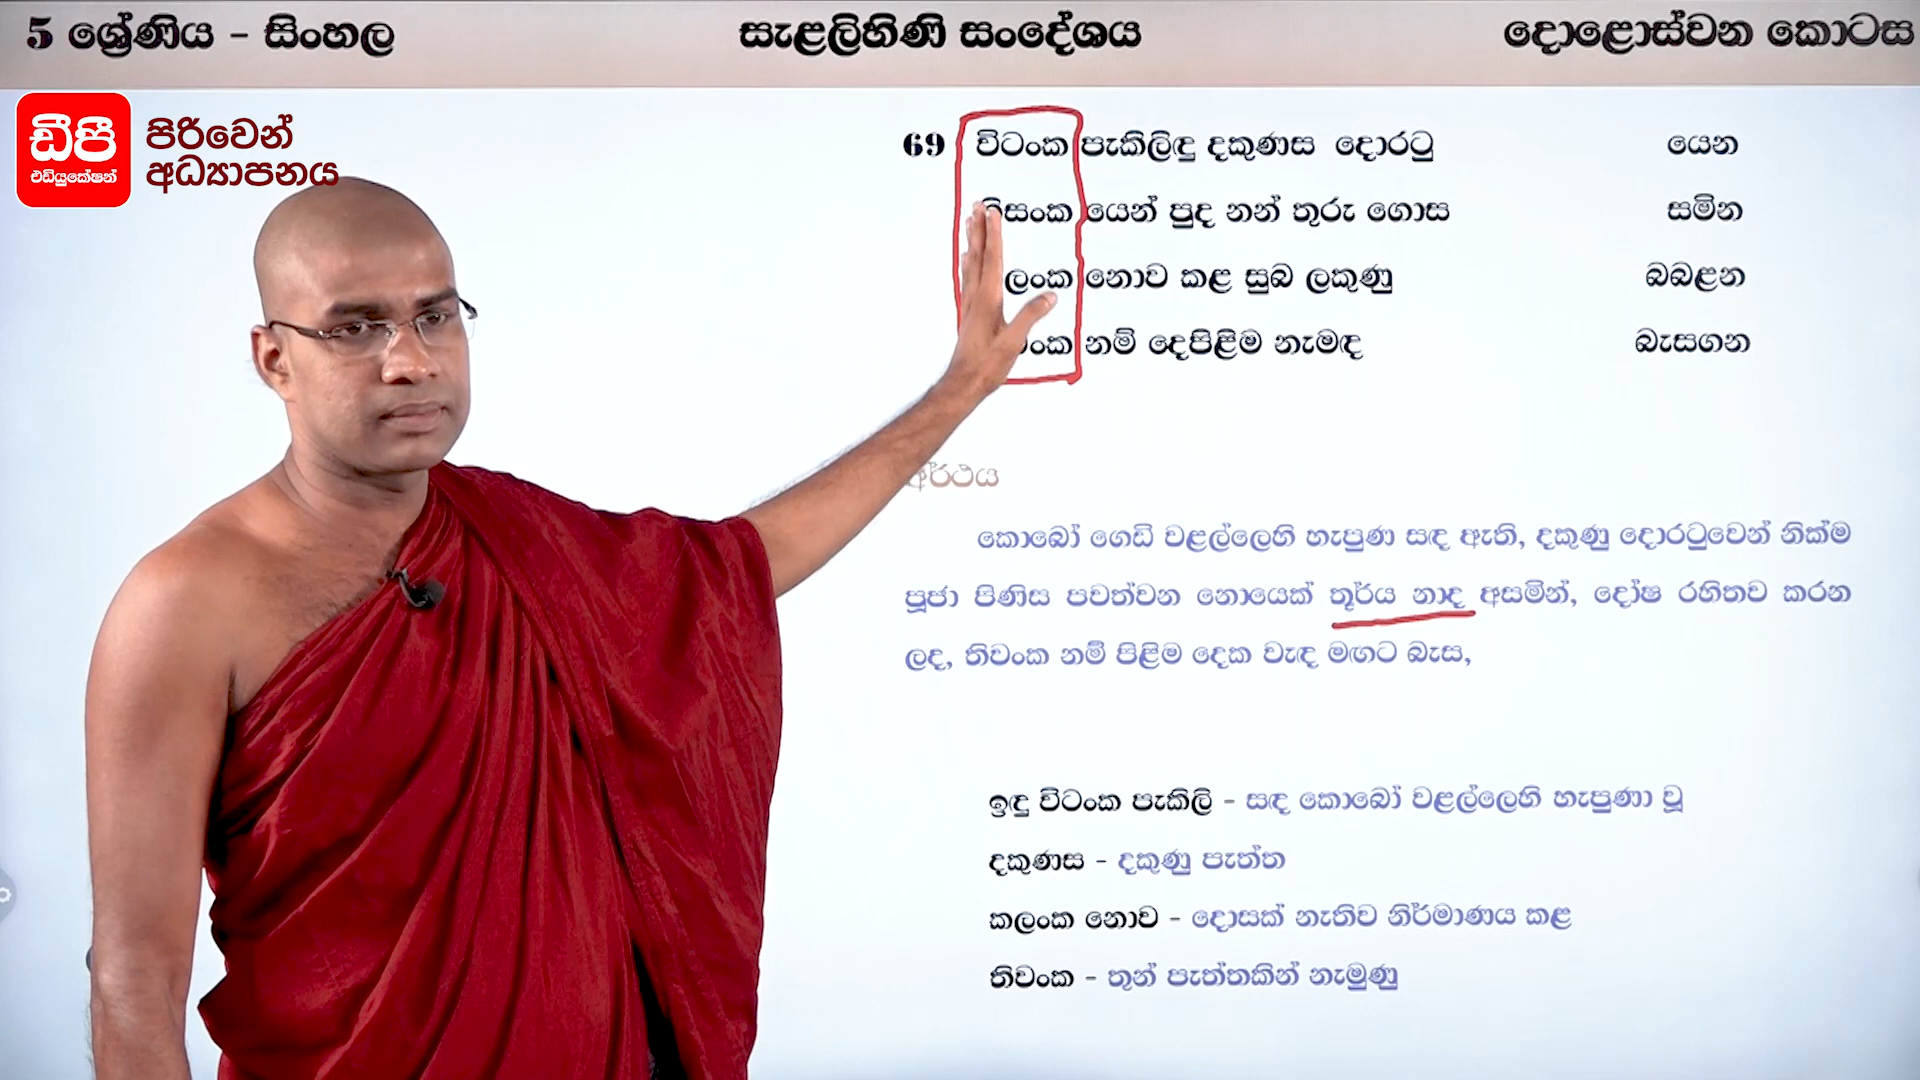 5 ශ්‍රේණිය - සිංහල
සැළලිහිණි සංදේශය
දොළොස්වන කොටස
ඩීපී
එඩියුකේෂන්
පිරිවෙන්
අධ්‍යාපනය
69 විටංක පැකිලිඳු දකුණස දොරටු යෙන
යෙන් පුද නන් තුරු ගොස සමින
නොව කළ සුබ ලකුණු බබළන
නම් දෙපිළිම නැමඳ බැසගන
අර්ථය
කොබෝ ගෙඩි වළල්ලෙහි හැපුණ සඳ ඇති, දකුණු දොරටුවෙන් නික්ම
පූජා පිණිස පවත්වන නොයෙක් තූර්ය නාද අසමින්, දෝෂ රහිතව කරන
ලද, තිවංක නම් පිළිම දෙක වැඳ මඟට බැස,
ඉඳු විටංක පැකිලි - සඳ කොබෝ වළල්ලෙහි හැපුණා වූ
දකුණස - දකුණු පැත්ත
කලංක නොව - දොසක් නැතිව නිර්මාණය කළ
තිවංක - තුන් පැත්තකින් නැමුණු